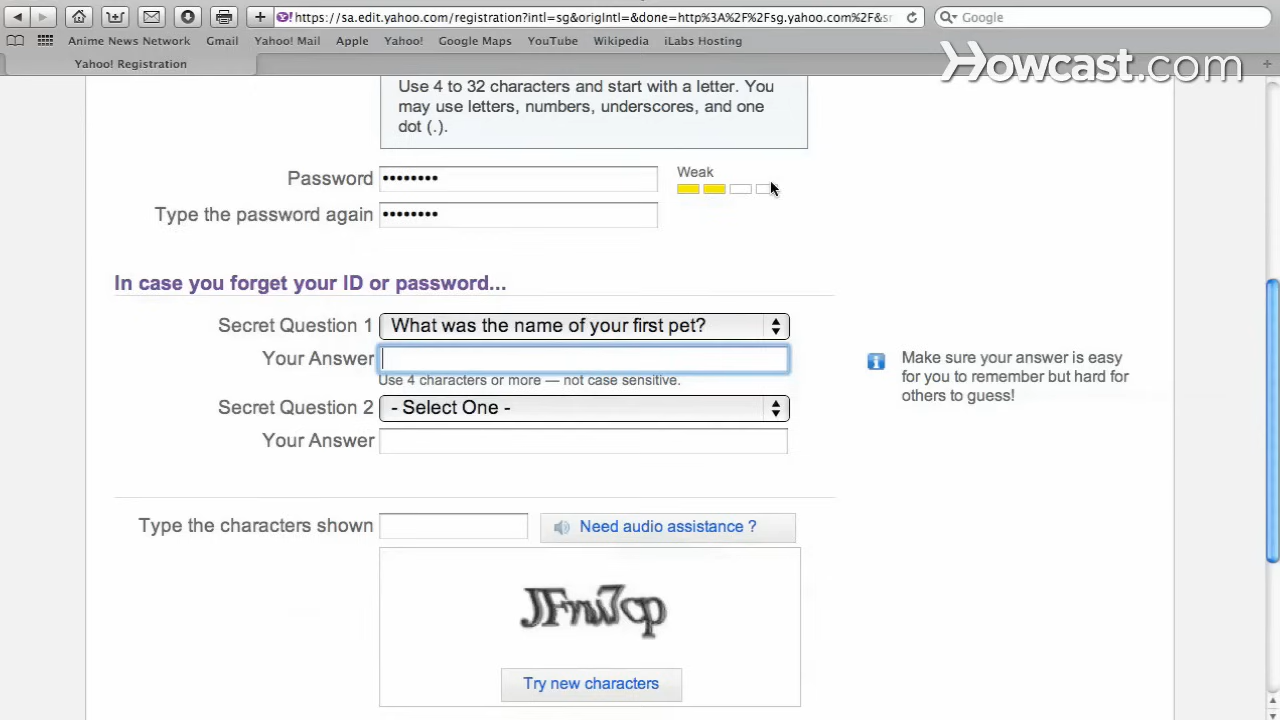 https://sa.edit.yahoo.com/registration?intl=sg&origIntl=&done=http%3A%2F%2Fsg.yahoo.com%2F&sr
Google
Anime News Network Gmail Yahoo! Mail Apple Yahoo! Google Maps YouTube Wikipedia iLabs Hosting
Howcast.com
Yahoo! Registration
Use 4 to 32 characters and start with a letter. You
may use letters, numbers, underscores, and one
dot (.).
Password ••••••••
Weak
Type the password again ••••••••
In case you forget your ID or password...
Secret Question 1 What was the name of your first pet?
Your Answer
Use 4 characters or more — not case sensitive.
Make sure your answer is easy
for you to remember but hard for
others to guess!
Secret Question 2 - Select One -
Your Answer
Type the characters shown
Need audio assistance ?
Try new characters